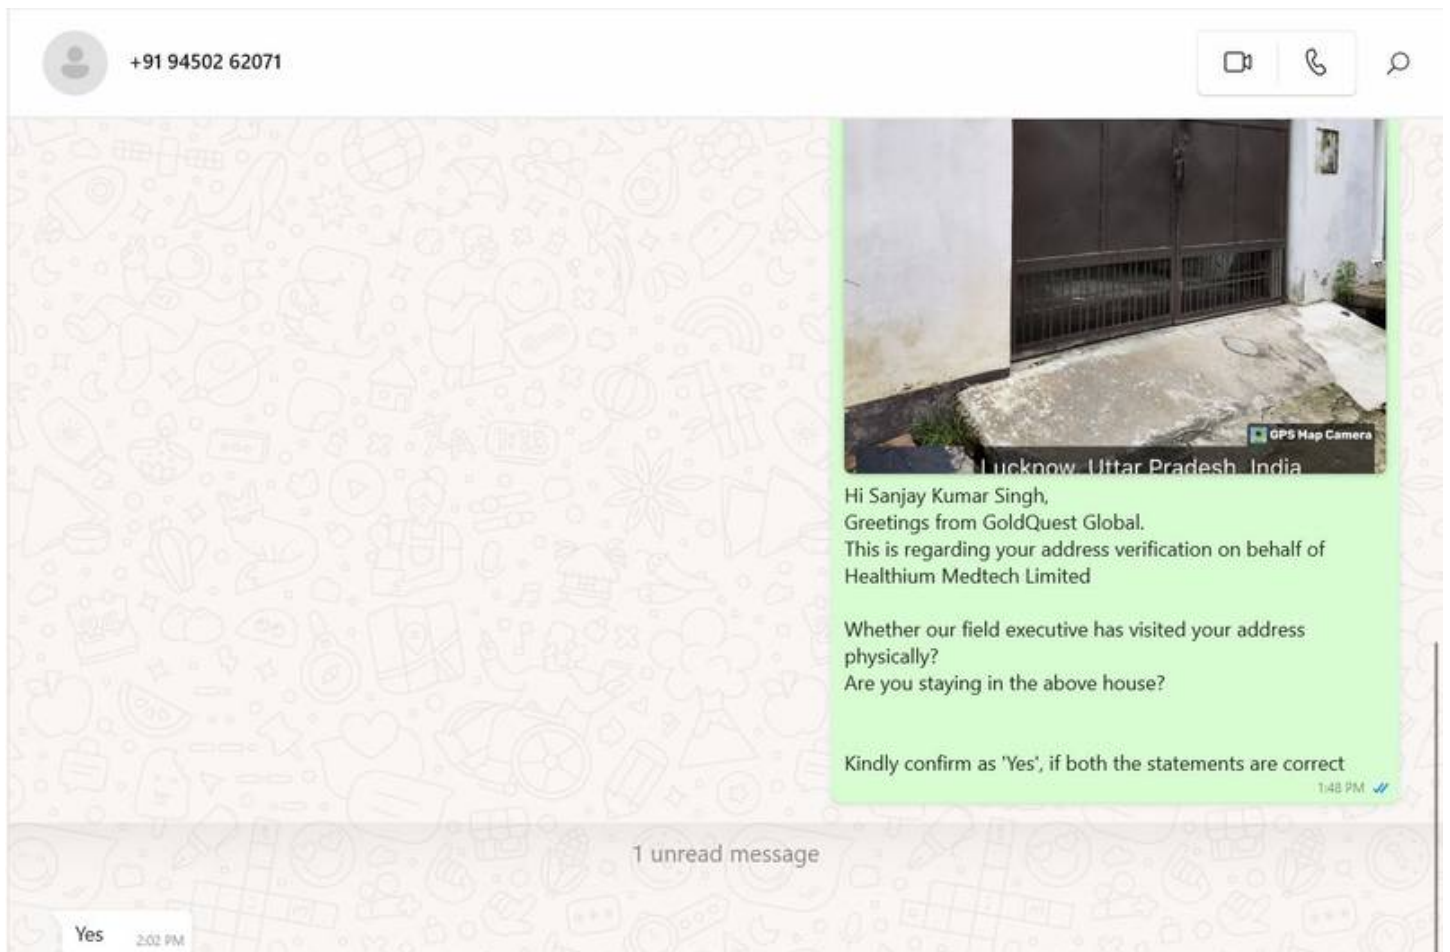 +91 94502 62071
GPS Map Camera
Lucknow, Uttar Pradesh, India
Hi Sanjay Kumar Singh,
Greetings from GoldQuest Global.
This is regarding your address verification on behalf of
Healthium Medtech Limited
Whether our field executive has visited your address
physically?
Are you staying in the above house?
Kindly confirm as 'Yes', if both the statements are correct
1:48 PM
1 unread message
Yes 2:02 PM